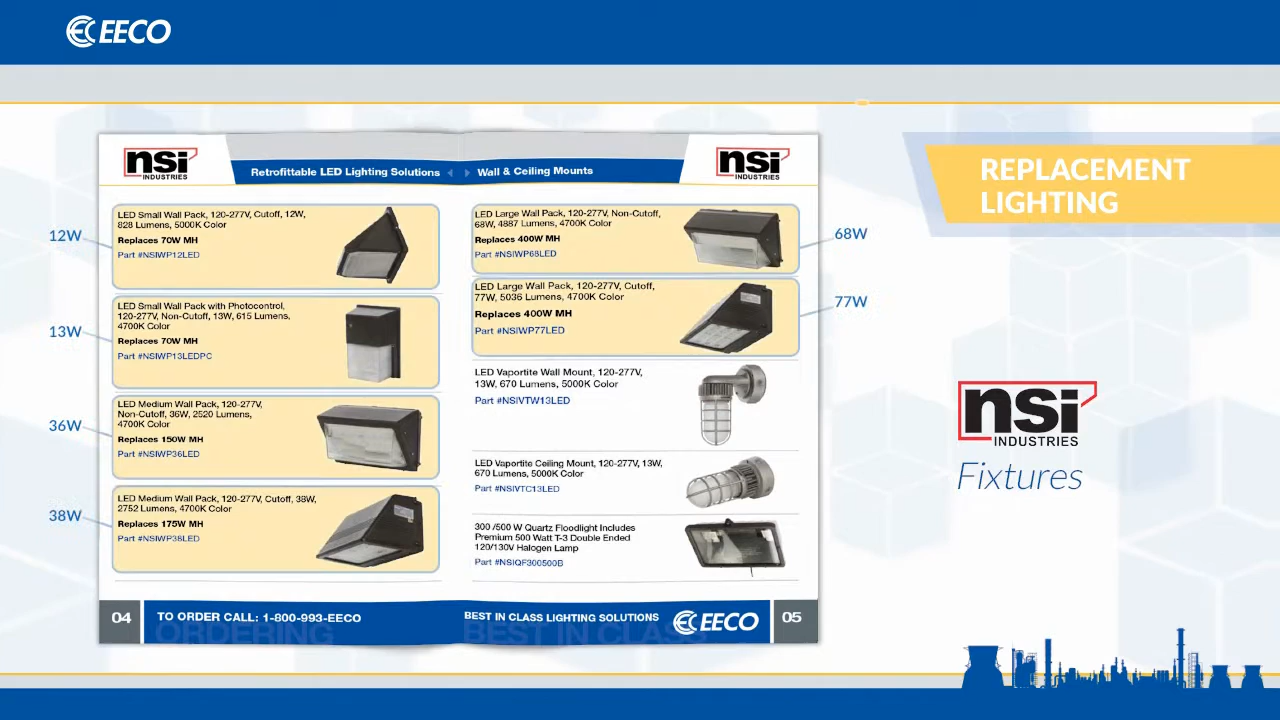 EECO
REPLACEMENT
LIGHTING
nsi
INDUSTRIES
Retrofittable LED Lighting Solutions
Wall & Ceiling Mounts
nsi
INDUSTRIES
12W
LED Small Wall Pack, 120-277V, Cutoff, 12W,
828 Lumens, 5000K Color
Replaces 70W MH
Part #NSIWP12LED
13W
LED Small Wall Pack with Photocontrol,
120-277V, Non-Cutoff, 13W, 615 Lumens,
4700K Color
Replaces 70W MH
Part #NSIWP13LEDPC
36W
LED Medium Wall Pack, 120-277V,
Non-Cutoff, 36W, 2520 Lumens,
4700K Color
Replaces 150W MH
Part #NSIWP36LED
38W
LED Medium Wall Pack, 120-277V, Cutoff, 38W,
2752 Lumens, 4700K Color
Replaces 175W MH
Part #NSIWP38LED
LED Large Wall Pack, 120-277V, Non-Cutoff,
68W, 4887 Lumens, 4700K Color
Replaces 400W MH
Part #NSIWP68LED
68W
LED Large Wall Pack, 120-277V, Cutoff,
77W, 5036 Lumens, 4700K Color
Replaces 400W MH
Part #NSIWP77LED
77W
LED Vaportite Wall Mount, 120-277V,
13W, 670 Lumens, 5000K Color
Part #NSIVTW13LED
LED Vaportite Ceiling Mount, 120-277V, 13W,
670 Lumens, 5000K Color
Part #NSIVTC13LED
300 /500 W Quartz Floodlight Includes
Premium 500 Watt T-3 Double Ended
120/130V Halogen Lamp
Part #NSIQF300500B
nsi
INDUSTRIES
Fixtures
04
TO ORDER CALL: 1-800-993-EECO
ORDERING
BEST IN CLASS LIGHTING SOLUTIONS
BEST IN CLASS
EECO
05